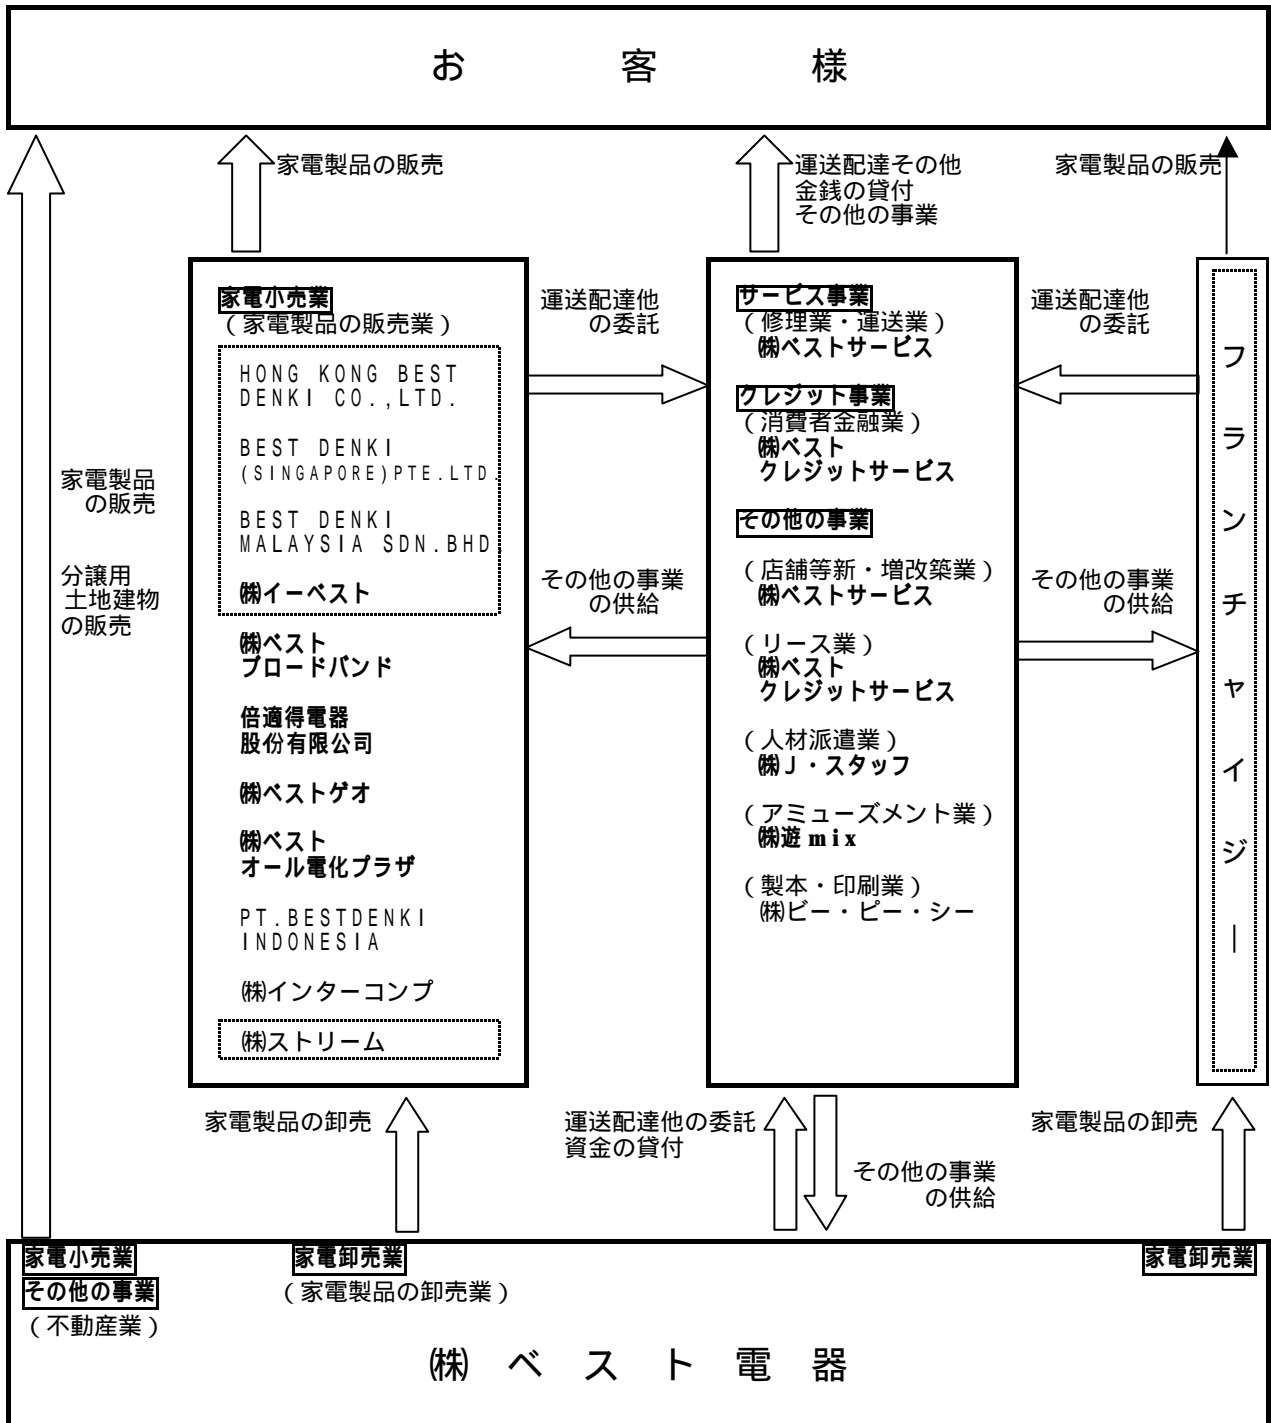 お客様
家電製品の販売
運送配達その他
金銭の貸付
その他の事業
家電製品の販売
家電製品
の販売
分譲用
土地建物
の販売
家電小売業
(家電製品の販売業)
HONG KONG BEST
DENKI CO.,LTD.
BEST DENKI
(SINGAPORE)PTE.LTD.
BEST DENKI
MALAYSIA SDN.BHD.
㈱イーベスト
㈱ベスト
ブロードバンド
倍適得電器
股份有限公司
㈱ベストゲオ
㈱ベスト
オール電化プラザ
PT.BESTDENKI
INDONESIA
㈱インターコンプ
㈱ストリーム
運送配達他
の委託
その他の事業
の供給
サービス事業
(修理業・運送業)
㈱ベストサービス
クレジット事業
(消費者金融業)
㈱ベスト
クレジットサービス
その他の事業
(店舗等新・増改築業)
㈱ベストサービス
(リース業)
㈱ベスト
クレジットサービス
(人材派遣業)
㈱J・スタッフ
(アミューズメント業)
㈱遊mix
(製本・印刷業)
㈱ビー・ピー・シー
運送配達他
の委託
その他の事業
の供給
フランチャイジー
家電製品の卸売
運送配達他の委託
資金の貸付
その他の事業
の供給
家電製品の卸売
家電小売業
その他の事業
(不動産業)
家電卸売業
(家電製品の卸売業)
家電卸売業
㈱ベスト電器